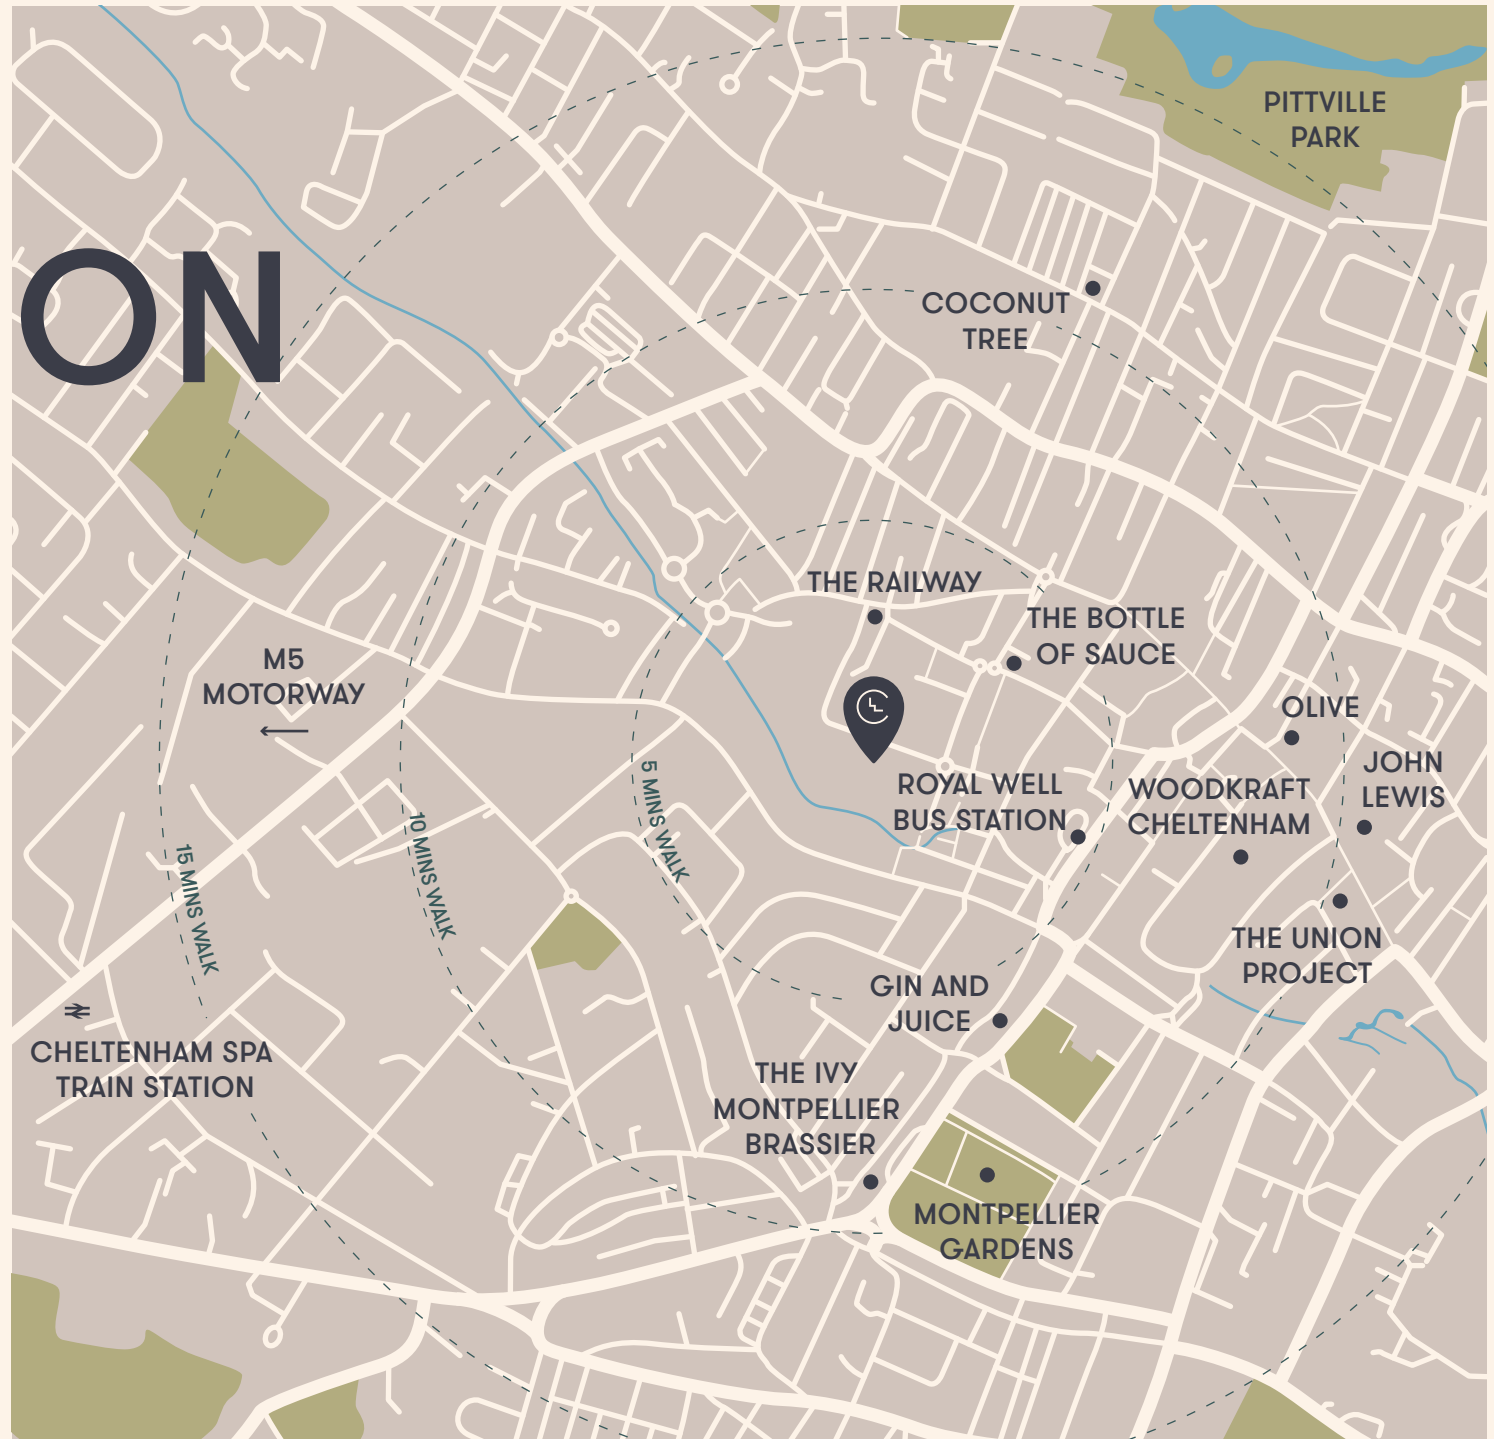 PITTVILLE
PARK
ON
COCONUT
TREE
THE RAILWAY
THE BOTTLE
OF SAUCE
M5
MOTORWAY
OLIVE
JOHN
LEWIS
ROYAL WELL
BUS STATION
WOODKRAFT
CHELTENHAM
5 MINS WALK
10 MINS WALK
15 MINS WALK
THE UNION
PROJECT
GIN AND
JUICE
CHELTENHAM SPA
TRAIN STATION
THE IVY
MONTPELLIER
BRASSIER
MONTPELLIER
GARDENS